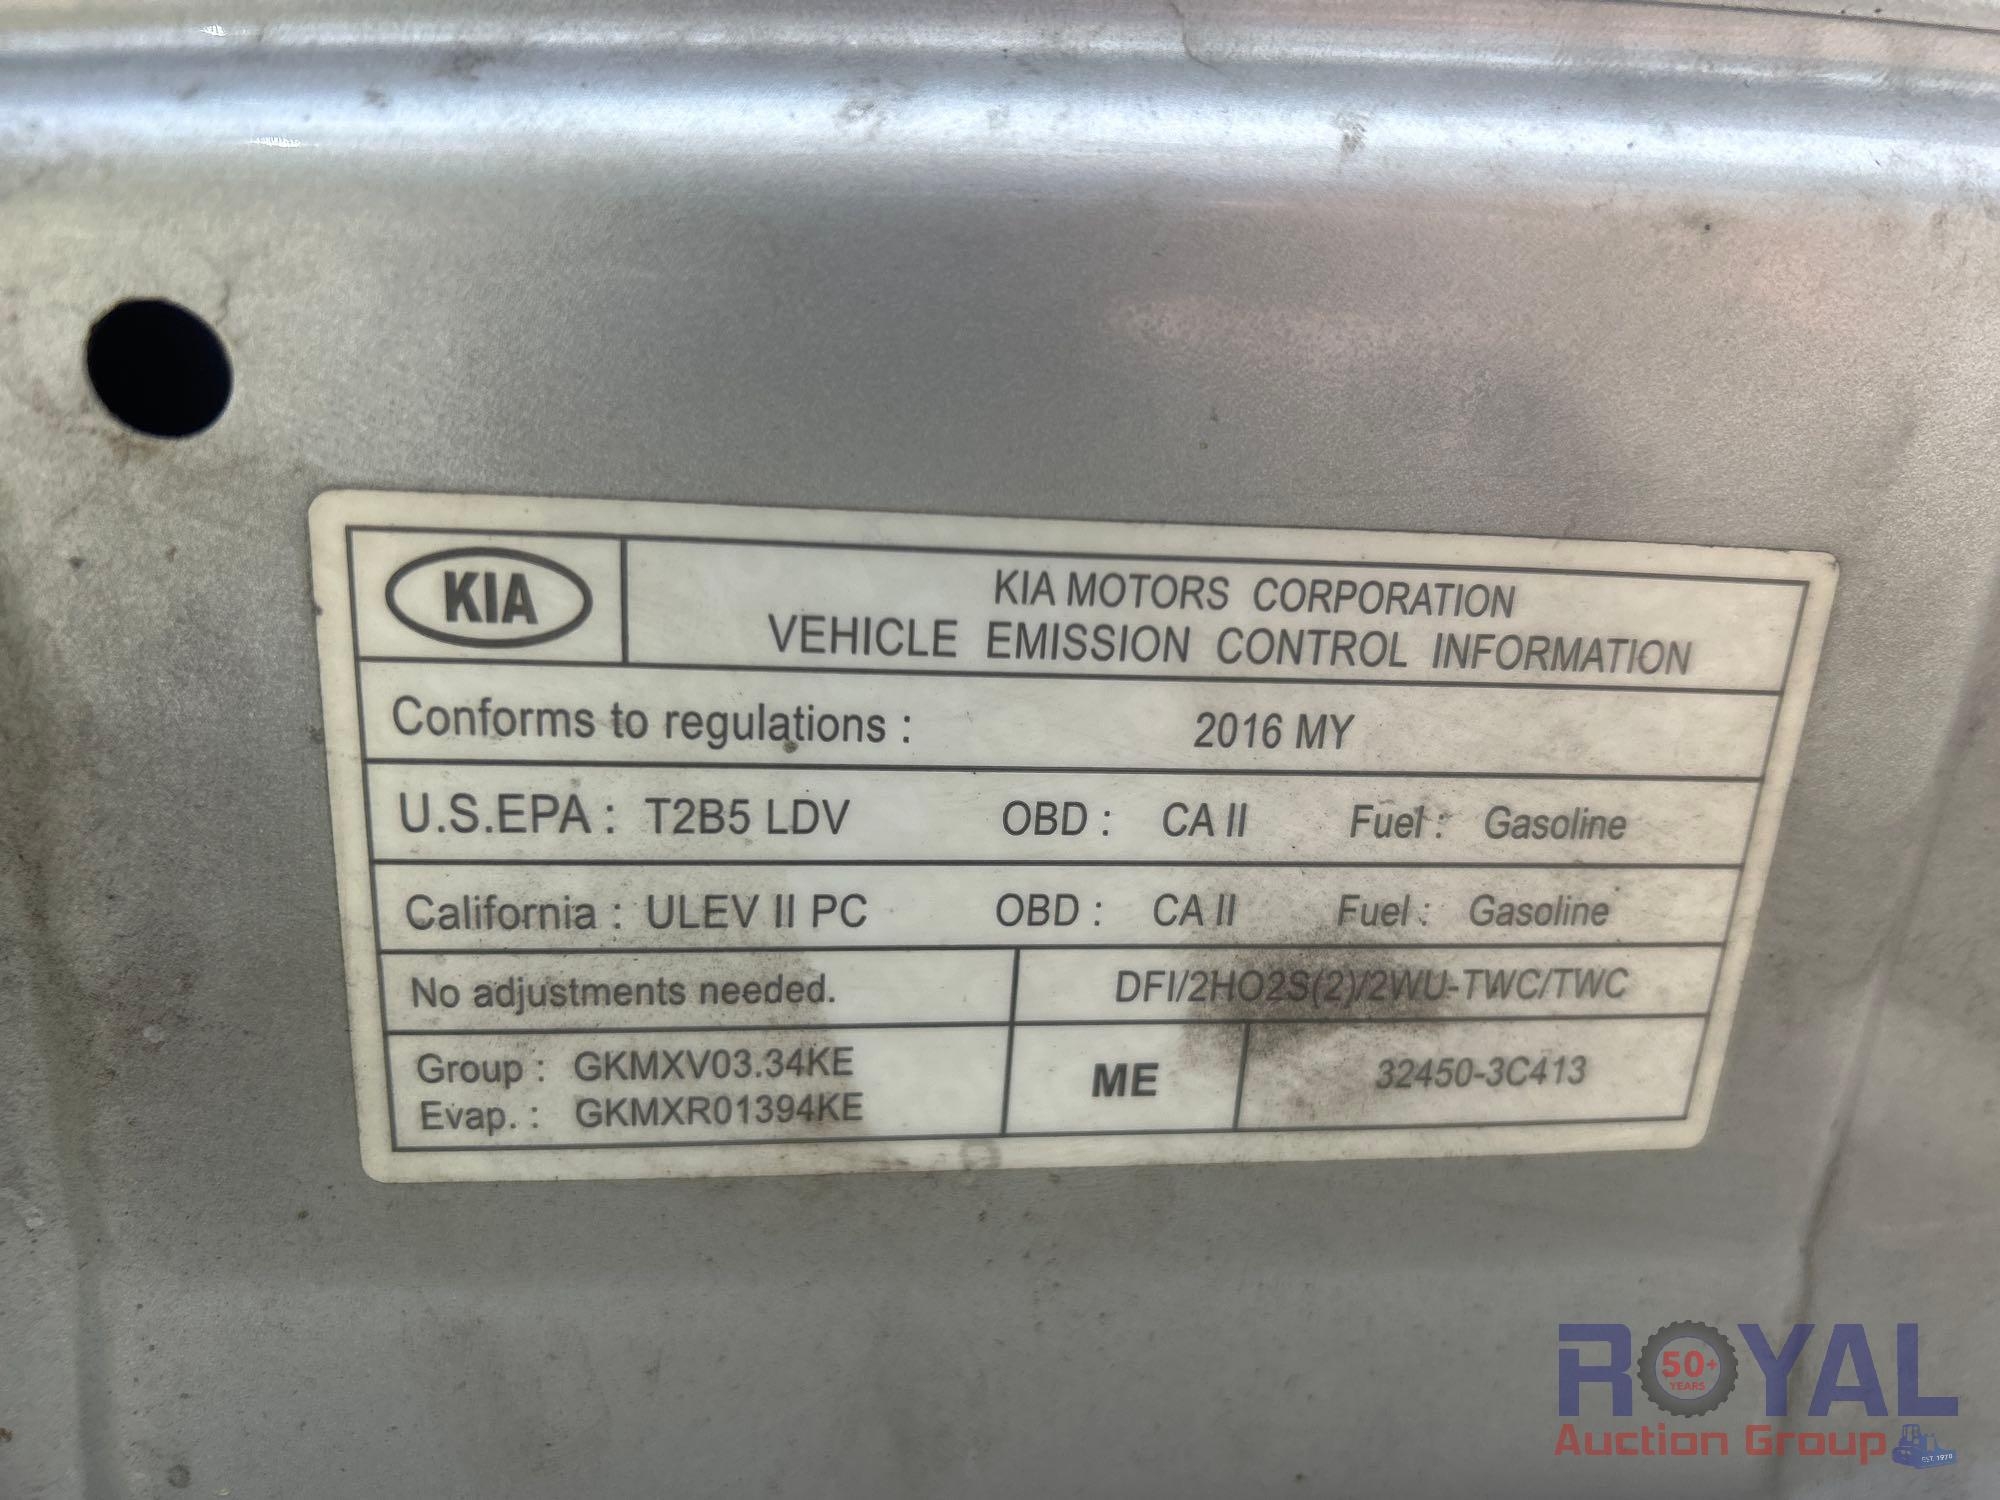 KIA
KIA MOTORS CORPORATION
VEHICLE EMISSION CONTROL INFORMATION
Conforms to regulations : 2016 MY
U.S.EPA : T2B5 LDV OBD : CA II Fuel : Gasoline
California : ULEV II PC OBD : CA II Fuel : Gasoline
No adjustments needed. DFI/2HO2S(2)/2WU-TWC/TWC
Group : GKMXV03.34KE
Evap. : GKMXR01394KE
ME 32450-3C413
ROYAL
50+
YEARS
Auction Group
EST. 1970